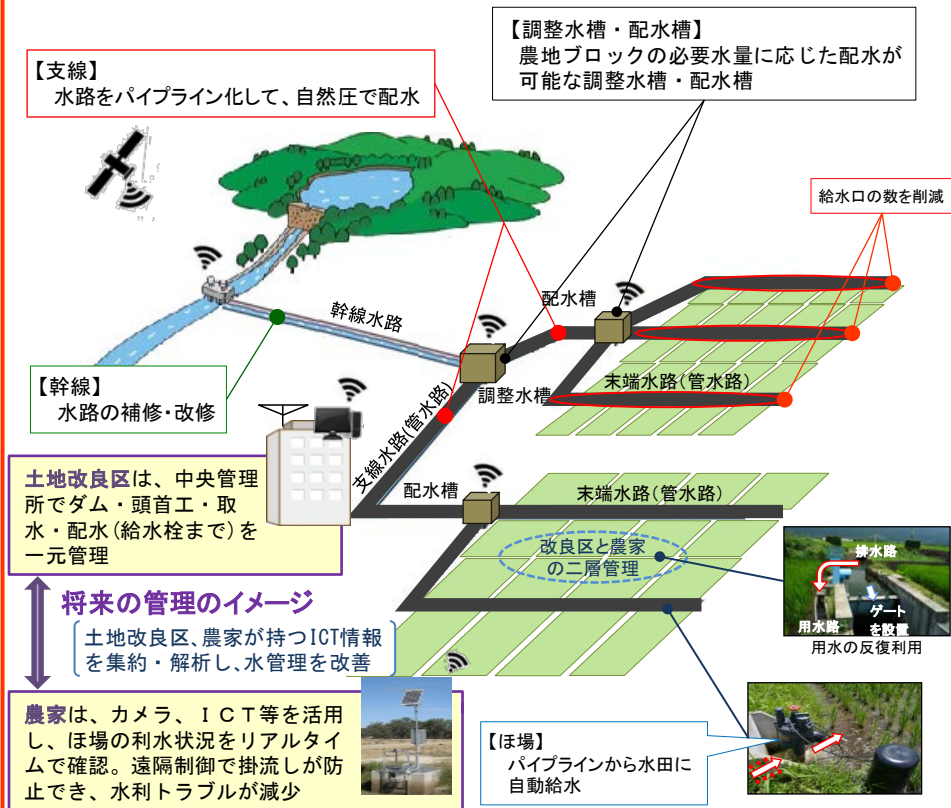 【調整水槽・配水槽】
農地ブロックの必要水量に応じた配水が
可能な調整水槽・配水槽
【支線】
水路をパイプライン化して、自然圧で配水
給水口の数を削減
配水槽
幹線水路
【幹線】
水路の補修・改修
調整水槽
末端水路(管水路)
支線水路(管水路)
土地改良区は、中央管理
所でダム・頭首工・取
水・配水(給水栓まで)を
一元管理
配水槽
末端水路(管水路)
改良区と農家
の二層管理
排水路
ゲート
を設置
用水路
用水の反復利用
将来の管理のイメージ
土地改良区、農家が持つICT情報
を集約・解析し、水管理を改善
農家は、カメラ、ＩＣＴ等を活用
し、ほ場の利水状況をリアルタイ
ムで確認。遠隔制御で掛流しが防
止でき、水利トラブルが減少
【ほ場】
パイプラインから水田に
自動給水